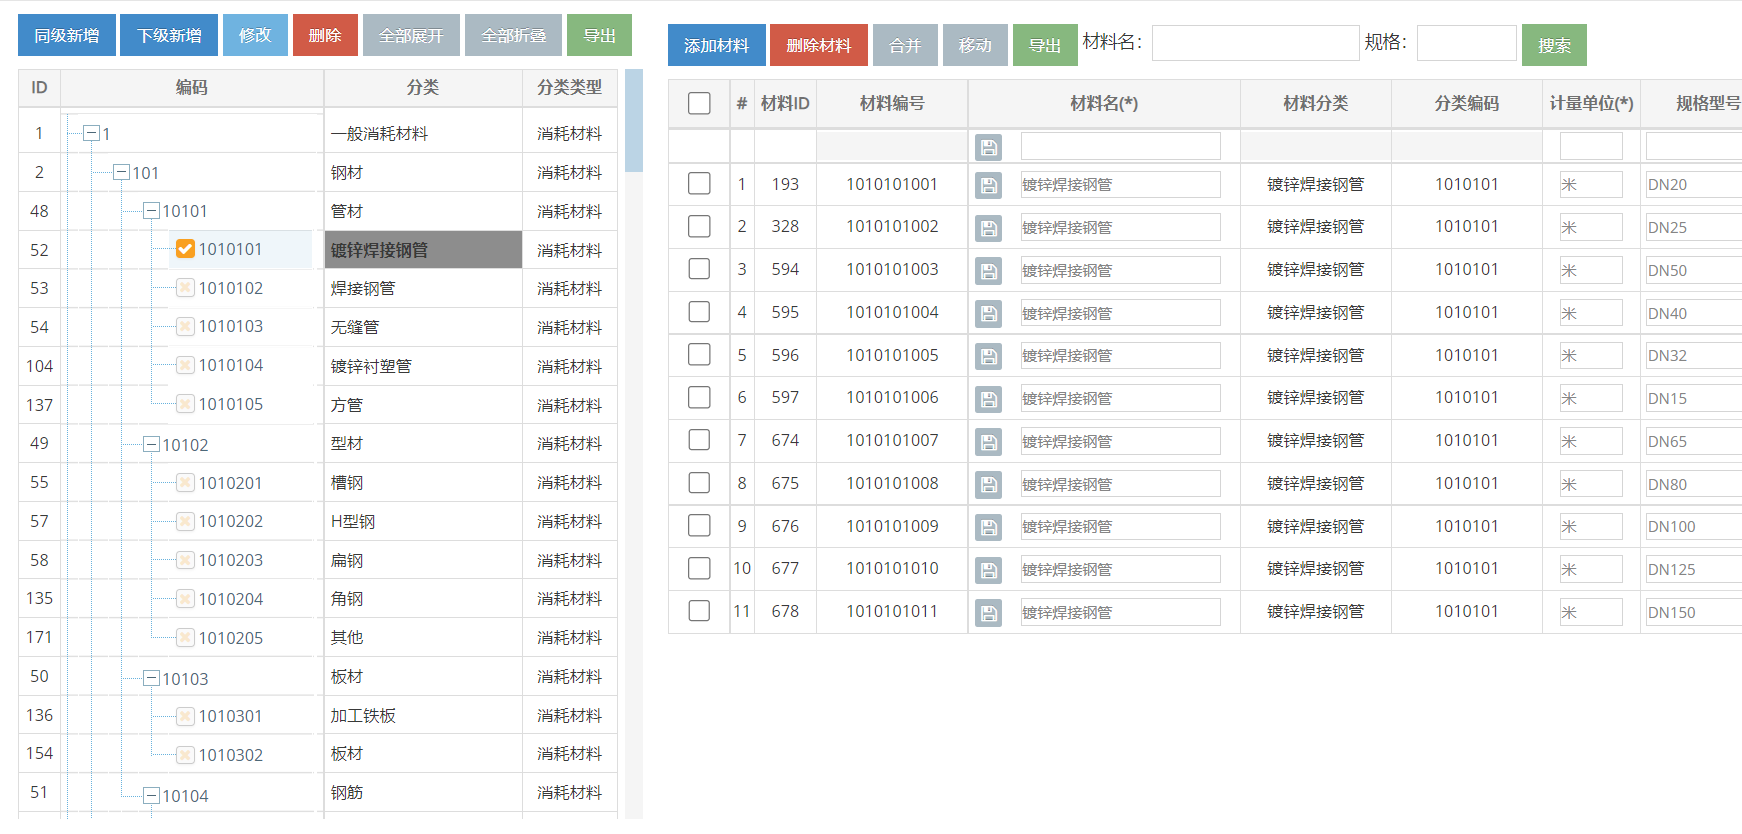 同级新增 下级新增 修改 删除 全部展开 全部折叠 导出
ID 编码 分类 分类类型
1 1 一般消耗材料 消耗材料
2 101 钢材 消耗材料
48 10101 管材 消耗材料
52 1010101 镀锌焊接钢管 消耗材料
53 1010102 焊接钢管 消耗材料
54 1010103 无缝管 消耗材料
104 1010104 镀锌衬塑管 消耗材料
137 1010105 方管 消耗材料
49 10102 型材 消耗材料
55 1010201 槽钢 消耗材料
57 1010202 H型钢 消耗材料
58 1010203 扁钢 消耗材料
135 1010204 角钢 消耗材料
171 1010205 其他 消耗材料
50 10103 板材 消耗材料
136 1010301 加工铁板 消耗材料
154 1010302 板材 消耗材料
51 10104 钢筋 消耗材料
添加材料 删除材料 合并 移动 导出 材料名： 规格： 搜索
# 材料ID 材料编号 材料名(*) 材料分类 分类编码 计量单位(*) 规格型号
1 193 1010101001 镀锌焊接钢管 镀锌焊接钢管 1010101 米 DN20
2 328 1010101002 镀锌焊接钢管 镀锌焊接钢管 1010101 米 DN25
3 594 1010101003 镀锌焊接钢管 镀锌焊接钢管 1010101 米 DN50
4 595 1010101004 镀锌焊接钢管 镀锌焊接钢管 1010101 米 DN40
5 596 1010101005 镀锌焊接钢管 镀锌焊接钢管 1010101 米 DN32
6 597 1010101006 镀锌焊接钢管 镀锌焊接钢管 1010101 米 DN15
7 674 1010101007 镀锌焊接钢管 镀锌焊接钢管 1010101 米 DN65
8 675 1010101008 镀锌焊接钢管 镀锌焊接钢管 1010101 米 DN80
9 676 1010101009 镀锌焊接钢管 镀锌焊接钢管 1010101 米 DN100
10 677 1010101010 镀锌焊接钢管 镀锌焊接钢管 1010101 米 DN125
11 678 1010101011 镀锌焊接钢管 镀锌焊接钢管 1010101 米 DN150